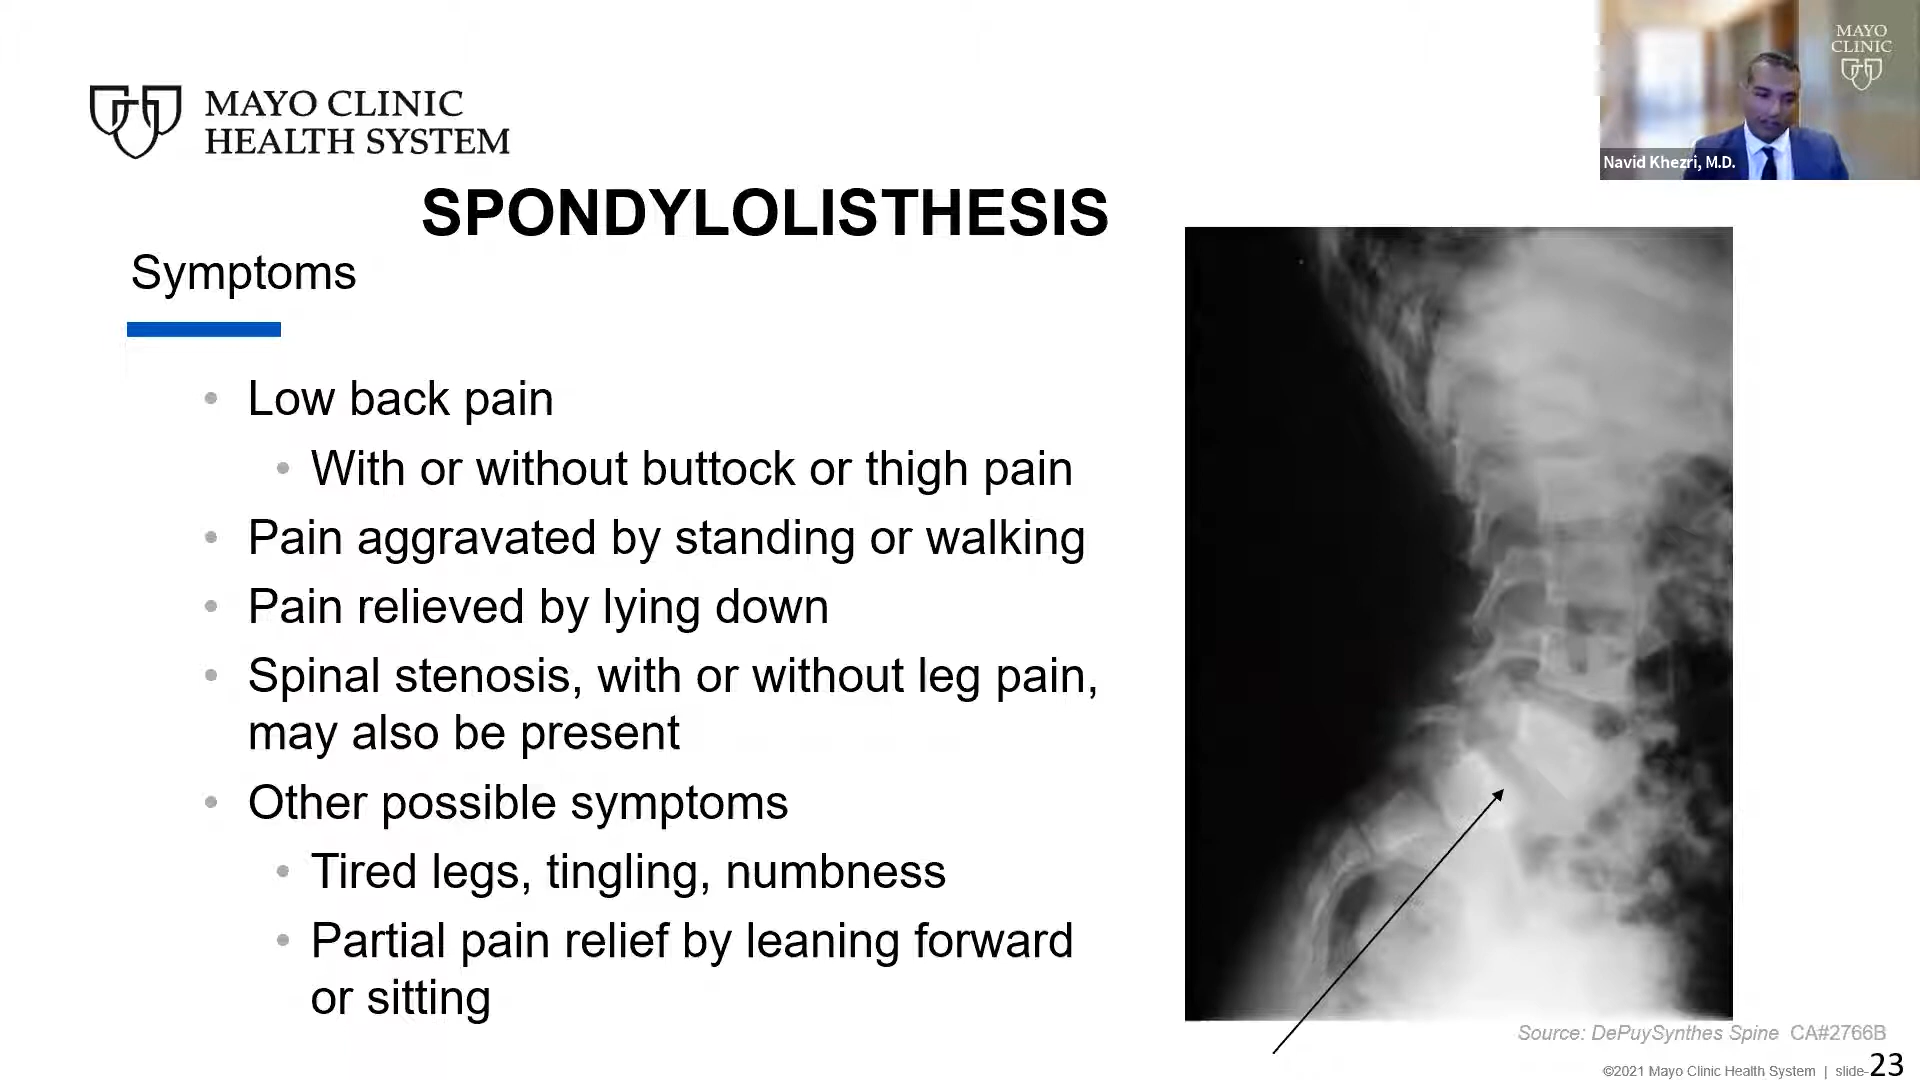 MAYO CLINIC
HEALTH SYSTEM
MAYO
CLINIC
Navid Khezri, M.D.
SPONDYLOLISTHESIS
Symptoms
• Low back pain
• With or without buttock or thigh pain
• Pain aggravated by standing or walking
• Pain relieved by lying down
• Spinal stenosis, with or without leg pain,
may also be present
• Other possible symptoms
• Tired legs, tingling, numbness
• Partial pain relief by leaning forward
or sitting
Source: DePuySynthes Spine CA#2766B
©2021 Mayo Clinic Health System | slide-23